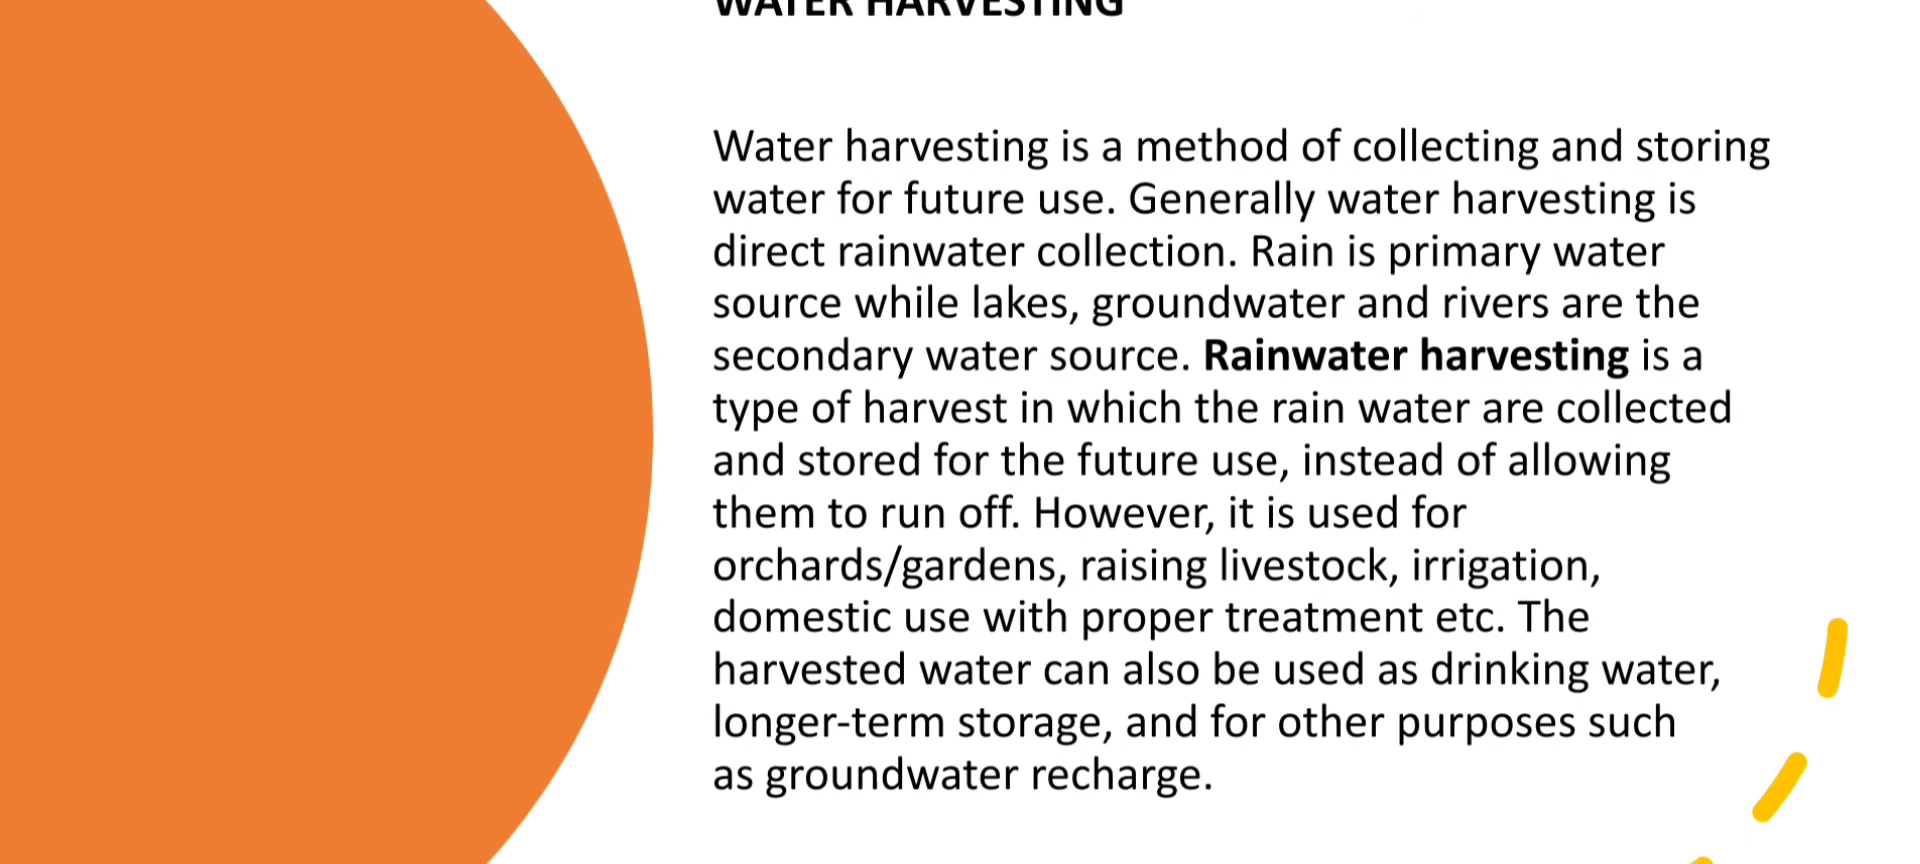 WATER HARVESTING
Water harvesting is a method of collecting and storing
water for future use. Generally water harvesting is
direct rainwater collection. Rain is primary water
source while lakes, groundwater and rivers are the
secondary water source. Rainwater harvesting is a
type of harvest in which the rain water are collected
and stored for the future use, instead of allowing
them to run off. However, it is used for
orchards/gardens, raising livestock, irrigation,
domestic use with proper treatment etc. The
harvested water can also be used as drinking water,
longer-term storage, and for other purposes such
as groundwater recharge.